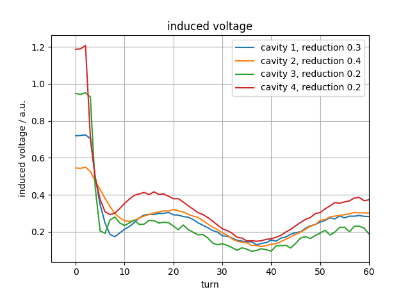 induced voltage
1.2
1.0
0.8
0.6
0.4
0.2
induced voltage / a.u.
cavity 1, reduction 0.3
cavity 2, reduction 0.4
cavity 3, reduction 0.2
cavity 4, reduction 0.2
0 10 20 30 40 50 60
turn